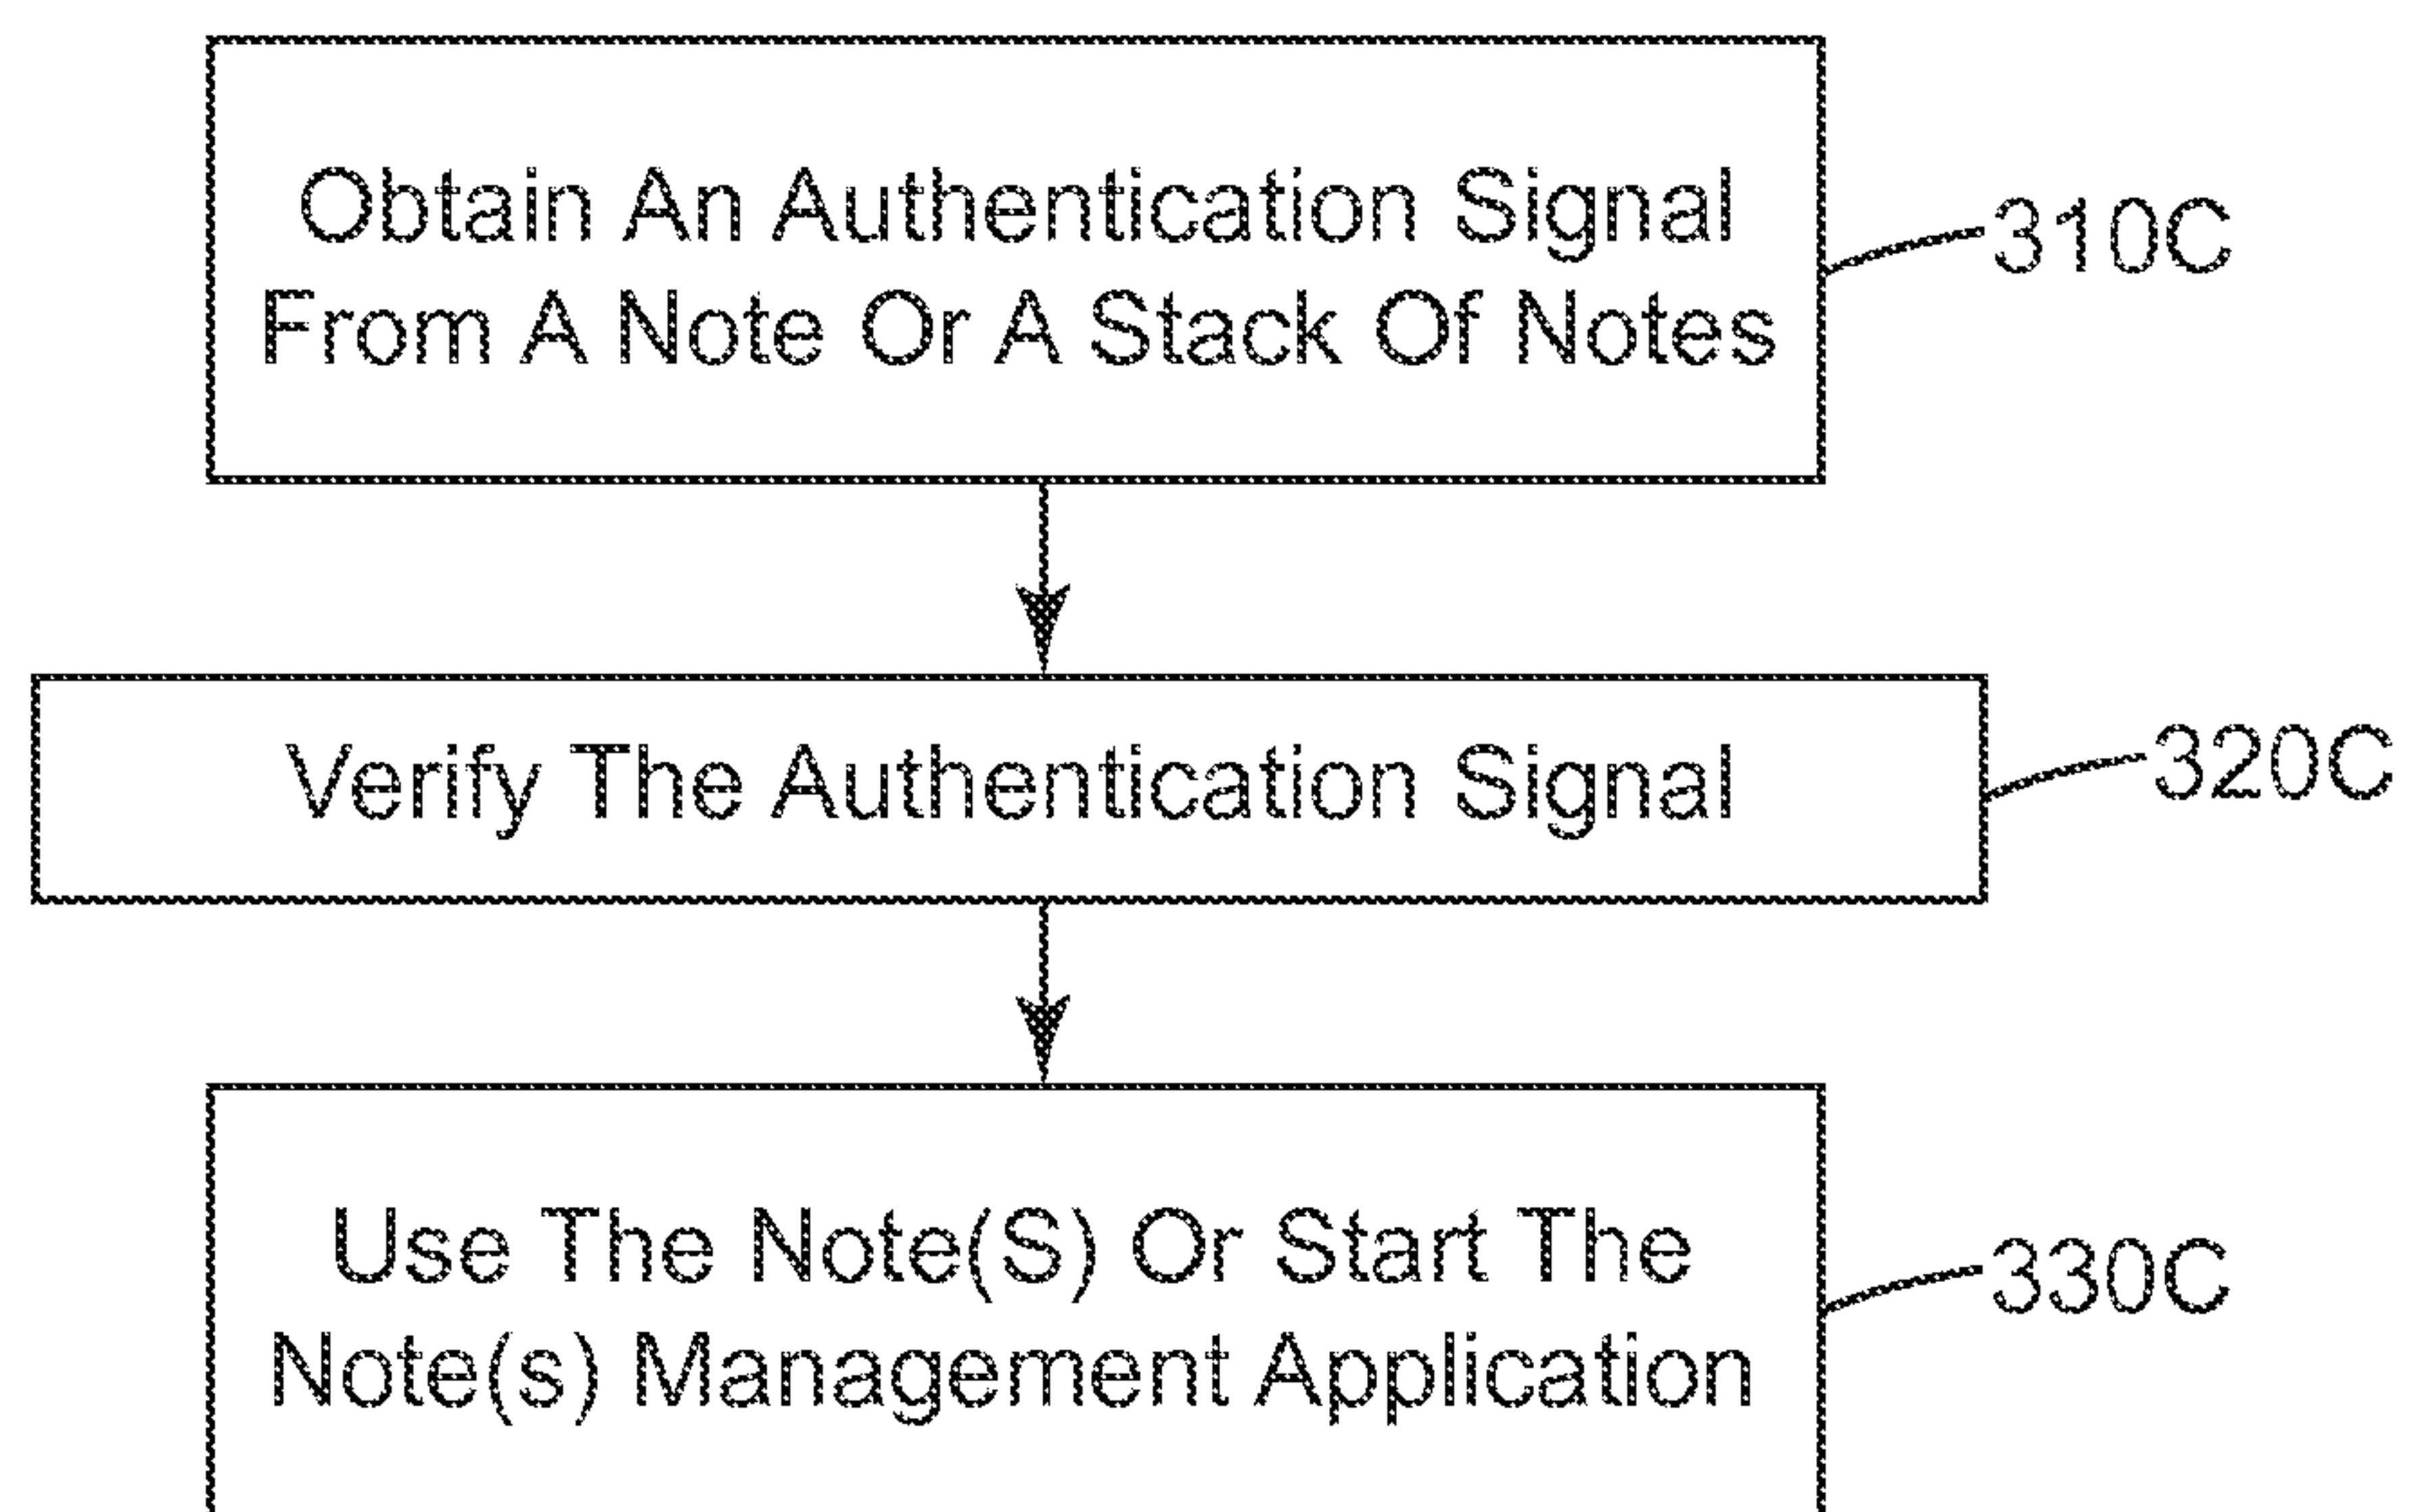 Obtain An Authentication Signal
From A Note Or A Stack Of Notes
310C
Verify The Authentication Signal
320C
Use The Note(S) Or Start The
Note(s) Management Application
330C